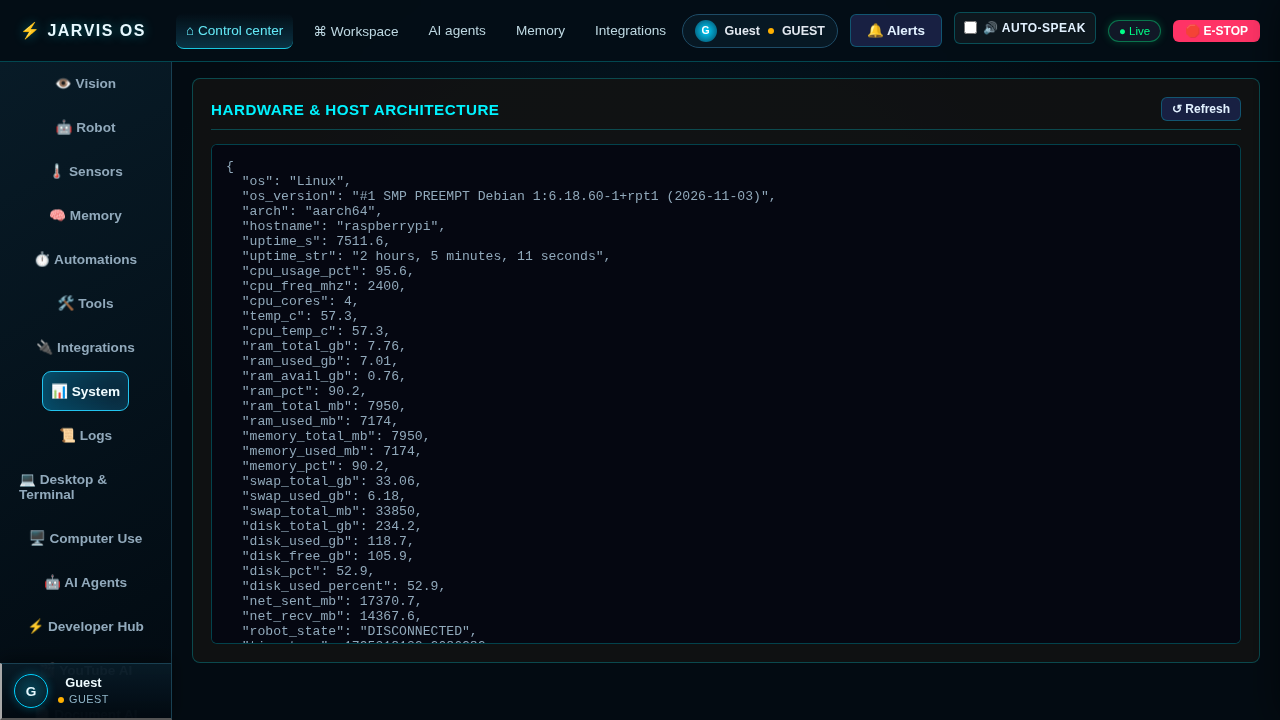 ⚡ JARVIS OS
⌂ Control center
⌘ Workspace
AI agents
Memory
Integrations
G Guest GUEST
🔔 Alerts
🔊 AUTO-SPEAK
● Live
🛑 E-STOP
👁️ Vision
🤖 Robot
🌡️ Sensors
🧠 Memory
⏱️ Automations
🛠️ Tools
🔌 Integrations
📊 System
📜 Logs
💻 Desktop &
Terminal
🖥️ Computer Use
🤖 AI Agents
⚡ Developer Hub
YouTube AI
G
Guest
GUEST
HARDWARE & HOST ARCHITECTURE
↺ Refresh
{
"os": "Linux",
"os_version": "#1 SMP PREEMPT Debian 1:6.18.60-1+rpt1 (2026-11-03)",
"arch": "aarch64",
"hostname": "raspberrypi",
"uptime_s": 7511.6,
"uptime_str": "2 hours, 5 minutes, 11 seconds",
"cpu_usage_pct": 95.6,
"cpu_freq_mhz": 2400,
"cpu_cores": 4,
"temp_c": 57.3,
"cpu_temp_c": 57.3,
"ram_total_gb": 7.76,
"ram_used_gb": 7.01,
"ram_avail_gb": 0.76,
"ram_pct": 90.2,
"ram_total_mb": 7950,
"ram_used_mb": 7174,
"memory_total_mb": 7950,
"memory_used_mb": 7174,
"memory_pct": 90.2,
"swap_total_gb": 33.06,
"swap_used_gb": 6.18,
"swap_total_mb": 33850,
"disk_total_gb": 234.2,
"disk_used_gb": 118.7,
"disk_free_gb": 105.9,
"disk_pct": 52.9,
"disk_used_percent": 52.9,
"net_sent_mb": 17370.7,
"net_recv_mb": 14367.6,
"robot_state": "DISCONNECTED",